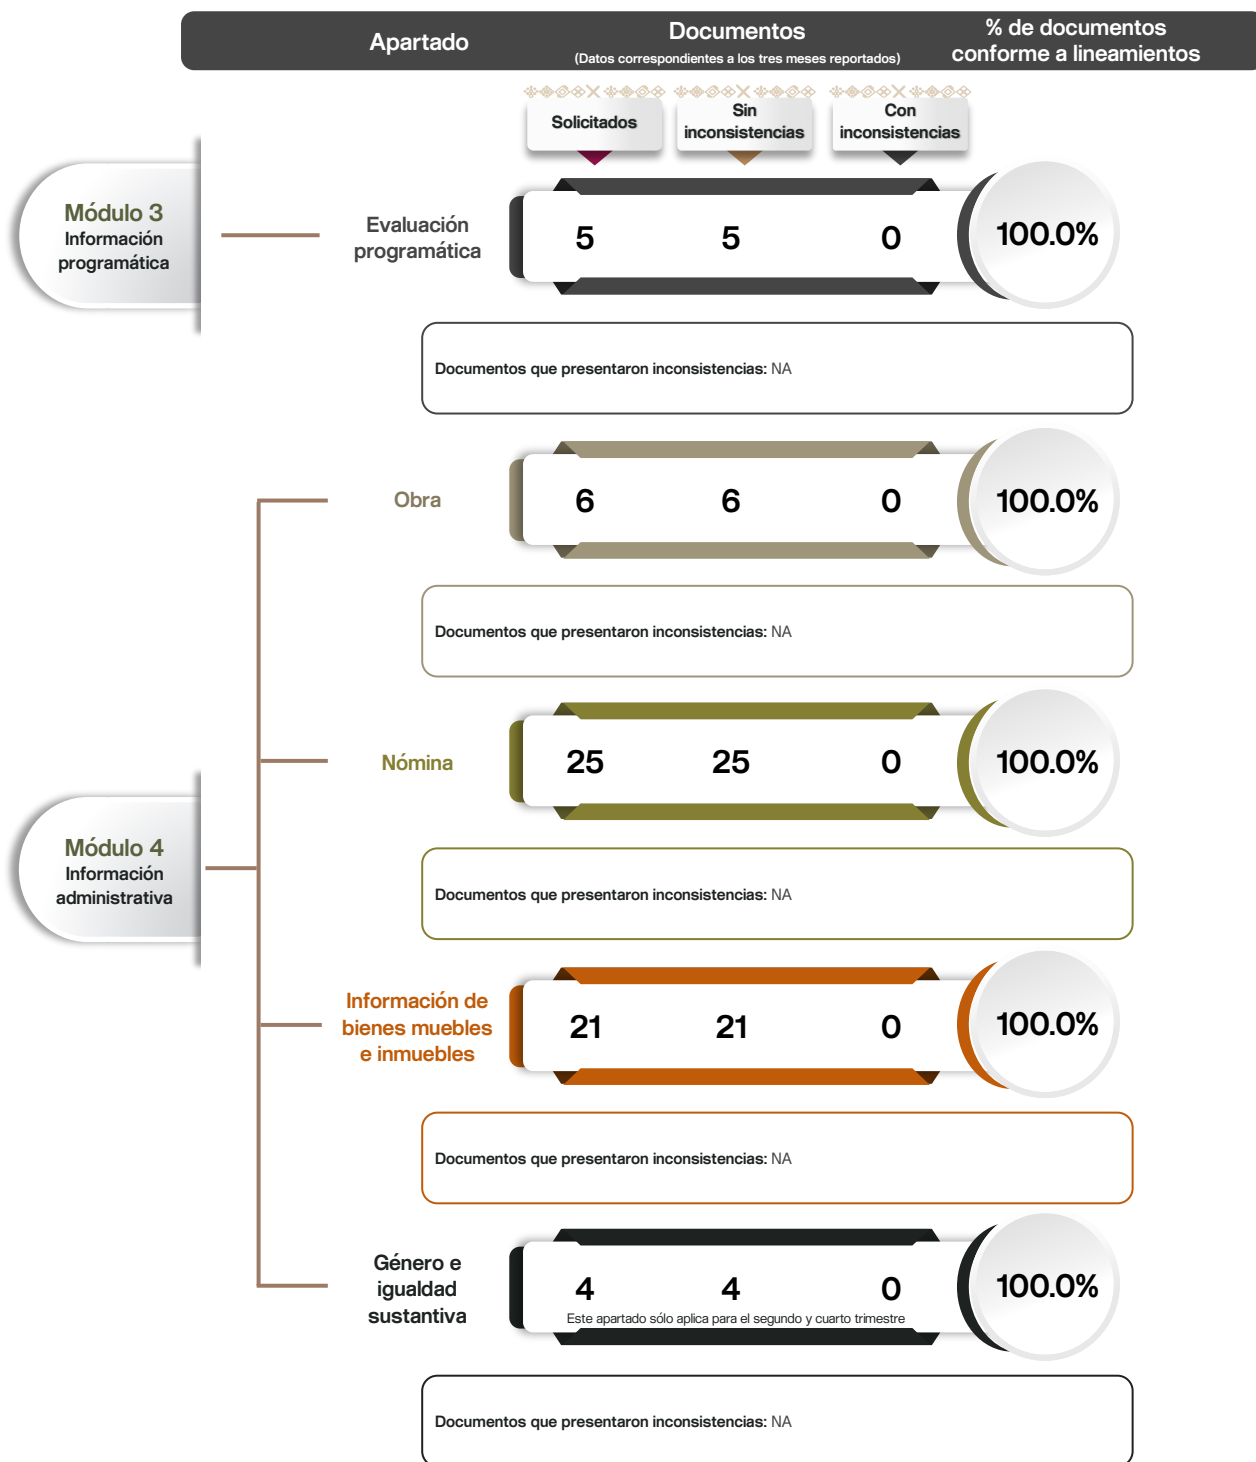 Apartado
Documentos
(Datos correspondientes a los tres meses reportados)
% de documentos
conforme a lineamientos
Solicitados
Sin
inconsistencias
Con
inconsistencias
Módulo 3
Información
programática
Evaluación
programática
5 5 0 100.0%
Documentos que presentaron inconsistencias: NA
Obra
6 6 0 100.0%
Documentos que presentaron inconsistencias: NA
Nómina
25 25 0 100.0%
Documentos que presentaron inconsistencias: NA
Módulo 4
Información
administrativa
Información de
bienes muebles
e inmuebles
21 21 0 100.0%
Documentos que presentaron inconsistencias: NA
Género e
igualdad
sustantiva
4 4 0 100.0%
Este apartado sólo aplica para el segundo y cuarto trimestre
Documentos que presentaron inconsistencias: NA